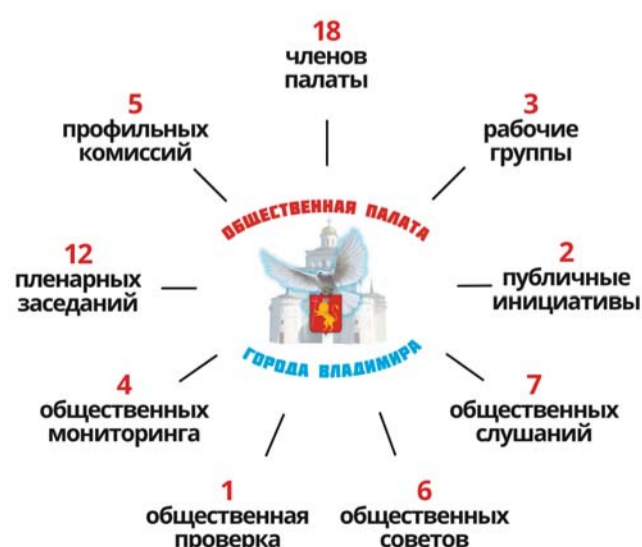 18
членов
палаты
5
профильных
комиссий
3
рабочие
группы
ОБЩЕСТВЕННАЯ ПАЛАТА
ГОРОДА ВЛАДИМИРА
12
пленарных
заседаний
2
публичные
инициативы
4
общественных
мониторинга
7
общественных
слушаний
1
общественная
проверка
6
общественных
советов